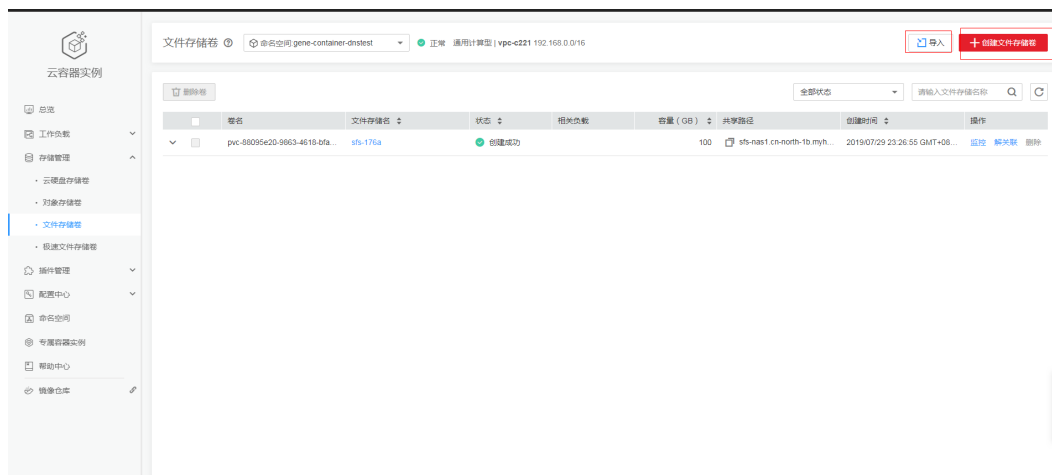 云容器实例
总览
工作负载
存储管理
云硬盘存储卷
对象存储卷
文件存储卷
极速文件存储卷
插件管理
配置中心
命名空间
专属容器实例
帮助中心
镜像仓库
文件存储卷 命名空间:gene-container-dnstest 正常 通用计算型 | vpc-c221 192.168.0.0/16 导入 创建文件存储卷
删除卷 全部状态 请输入文件存储名称
卷名 文件存储名 状态 相关负载 容量（GB） 共享路径 创建时间 操作
pvc-88095e20-9863-4618-bfa... sfs-176a 创建成功 100 sfs-nas1.cn-north-1b.myh... 2019/07/29 23:26:55 GMT+08... 监控 解关联 删除